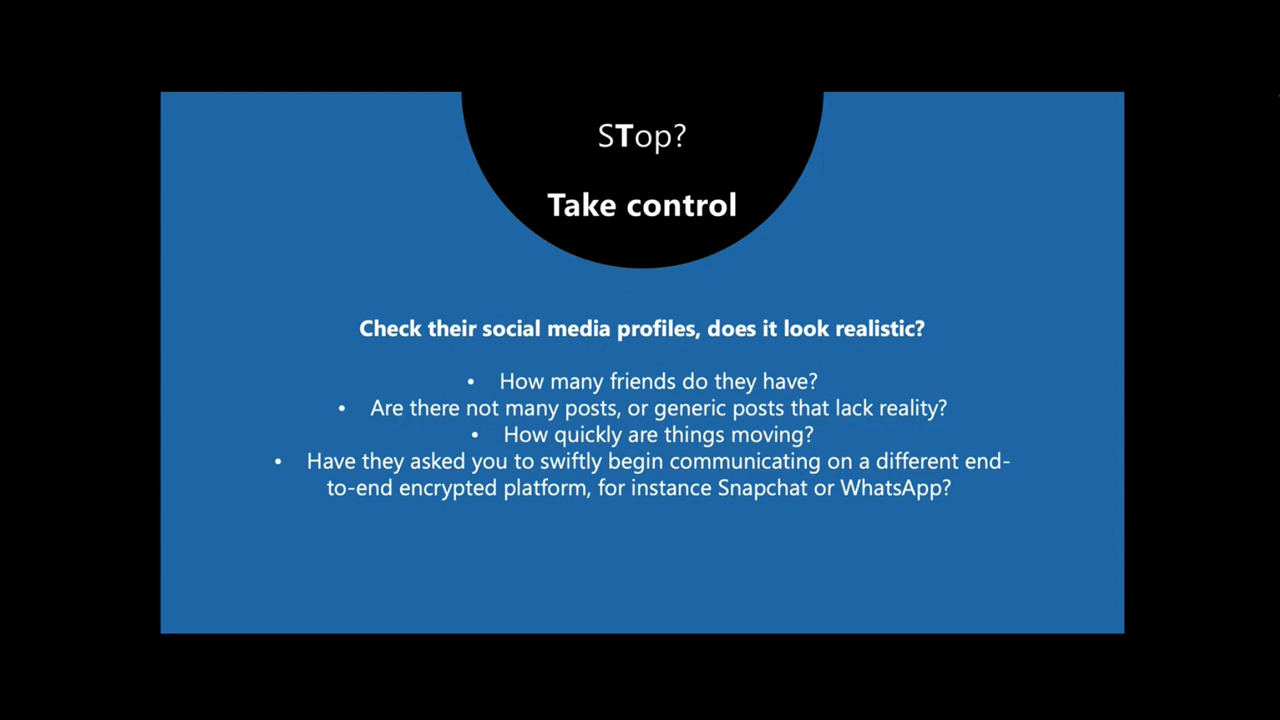 STop?
Take control
Check their social media profiles, does it look realistic?
• How many friends do they have?
• Are there not many posts, or generic posts that lack reality?
• How quickly are things moving?
• Have they asked you to swiftly begin communicating on a different end-
to-end encrypted platform, for instance Snapchat or WhatsApp?